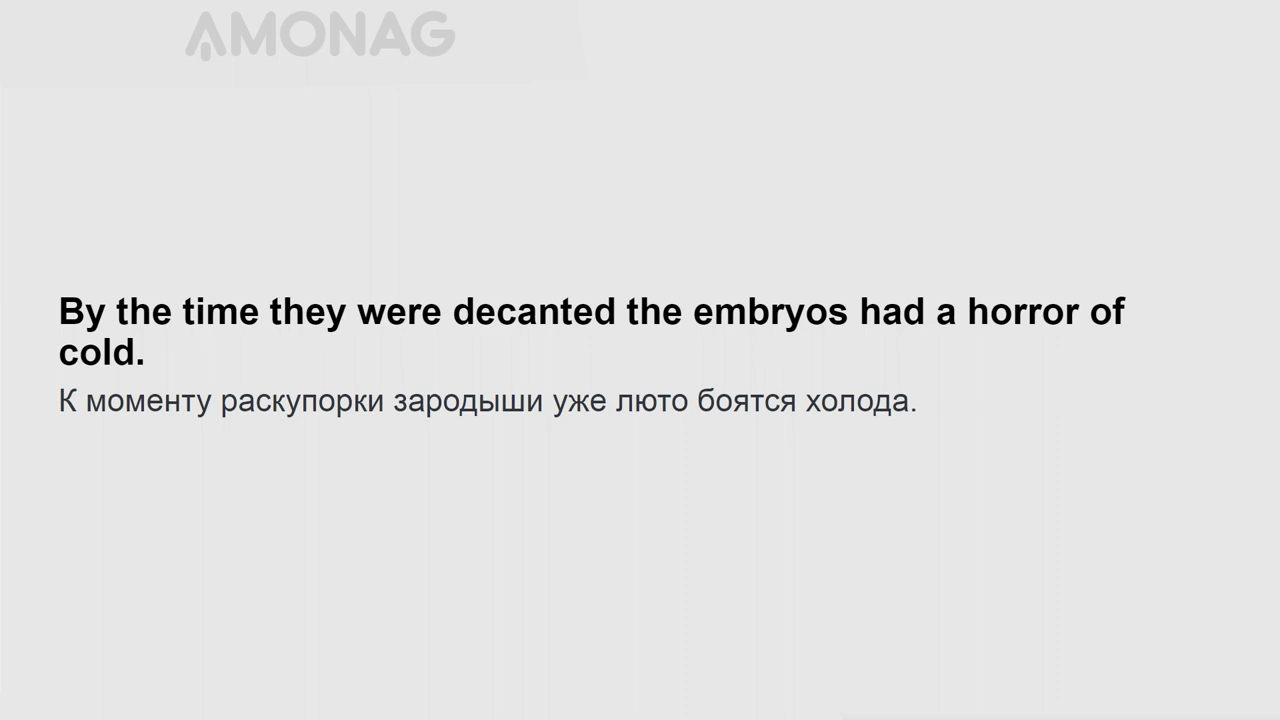 AMONAG
By the time they were decanted the embryos had a horror of
cold.
К моменту раскупорки зародыши уже люто боятся холода.